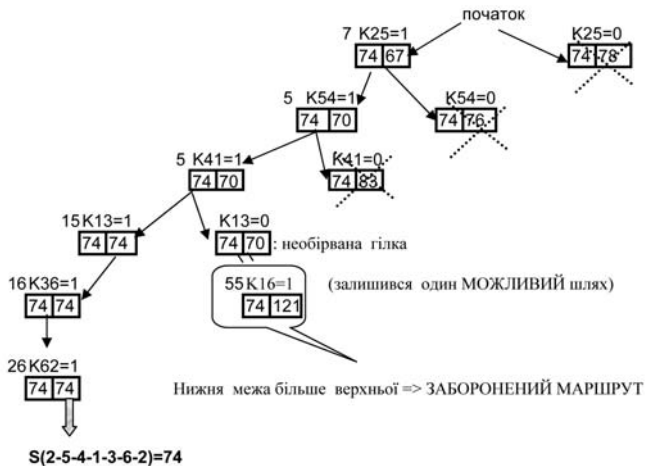 початок
7 K25=1
74 67
K25=0
74 78
5 K54=1
74 70
K54=0
74 76
5 K41=1
74 70
K41=0
74 83
15 K13=1
74 74
K13=0
74 70 : необірвана гілка
16 K36=1
74 74
55 K16=1
74 121
(залишився один МОЖЛИВИЙ шлях)
26 K62=1
74 74
Нижня межа більше верхньої => ЗАБОРОНЕНИЙ МАРШРУТ
S(2-5-4-1-3-6-2)=74